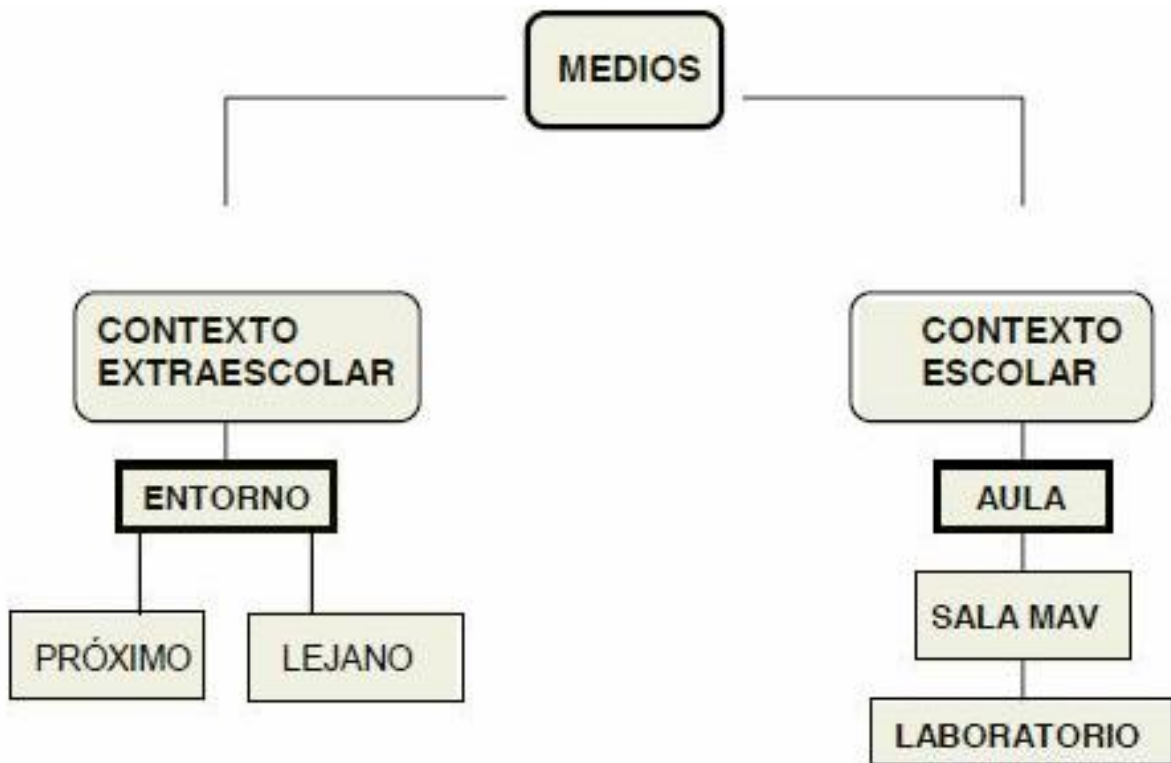 MEDIOS
CONTEXTO
EXTRAESCOLAR
ENTORNO
PRÓXIMO
LEJANO
CONTEXTO
ESCOLAR
AULA
SALA MAV
LABORATORIO